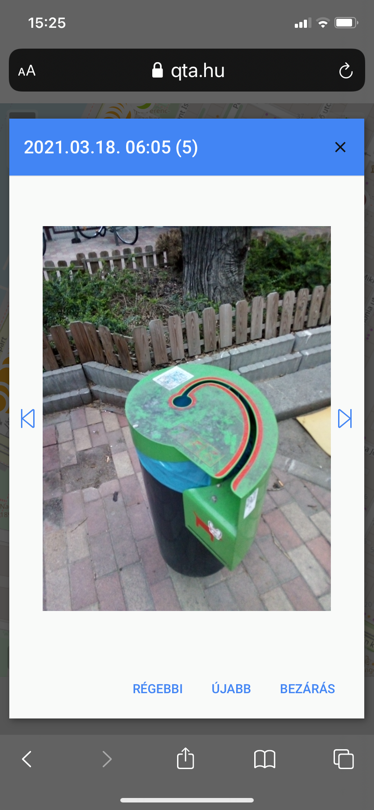 15:25
AA
qta.hu
2021.03.18. 06:05 (5)
RÉGEBBI
ÚJABB
BEZÁRÁS